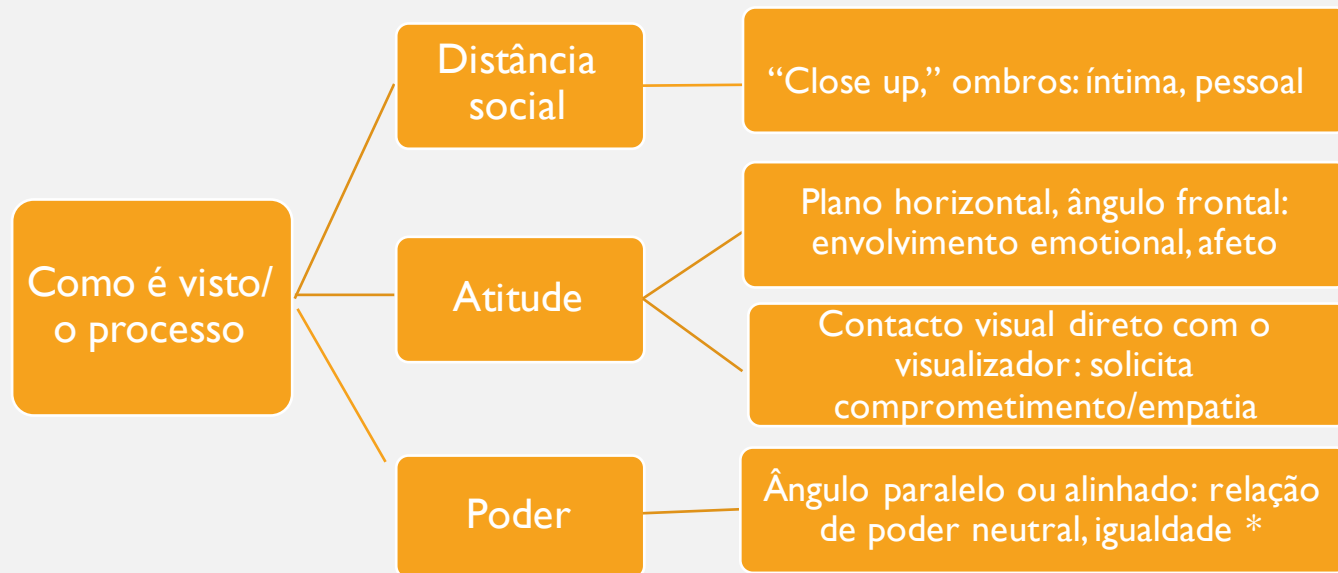 Como é visto/
o processo
Distância
social
“Close up,” ombros: íntima, pessoal
Atitude
Plano horizontal, ângulo frontal:
envolvimento emotional, afeto
Contacto visual direto com o
visualizador: solicita
comprometimento/empatia
Poder
Ângulo paralelo ou alinhado: relação
de poder neutral, igualdade *